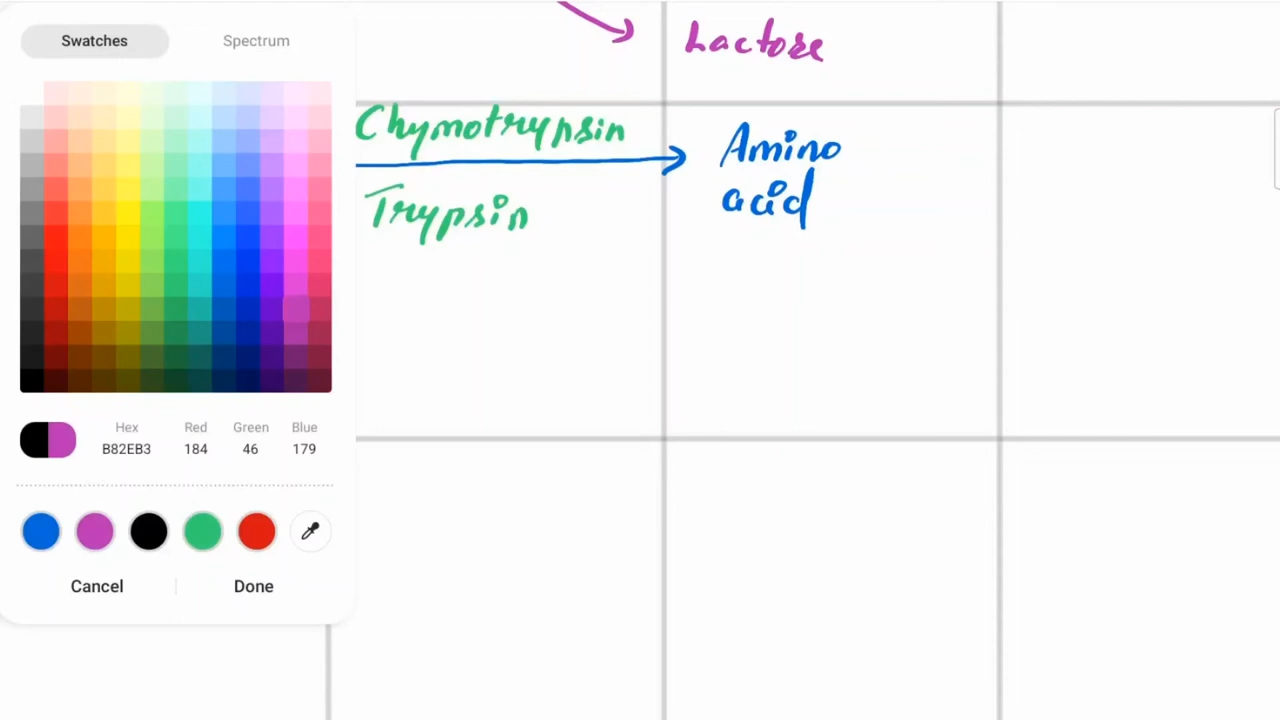 Swatches
Spectrum
Lactose
Chymotrypsin
Amino
acid
Trypsin
Hex Red Green Blue
B82EB3 184 46 179
Cancel Done